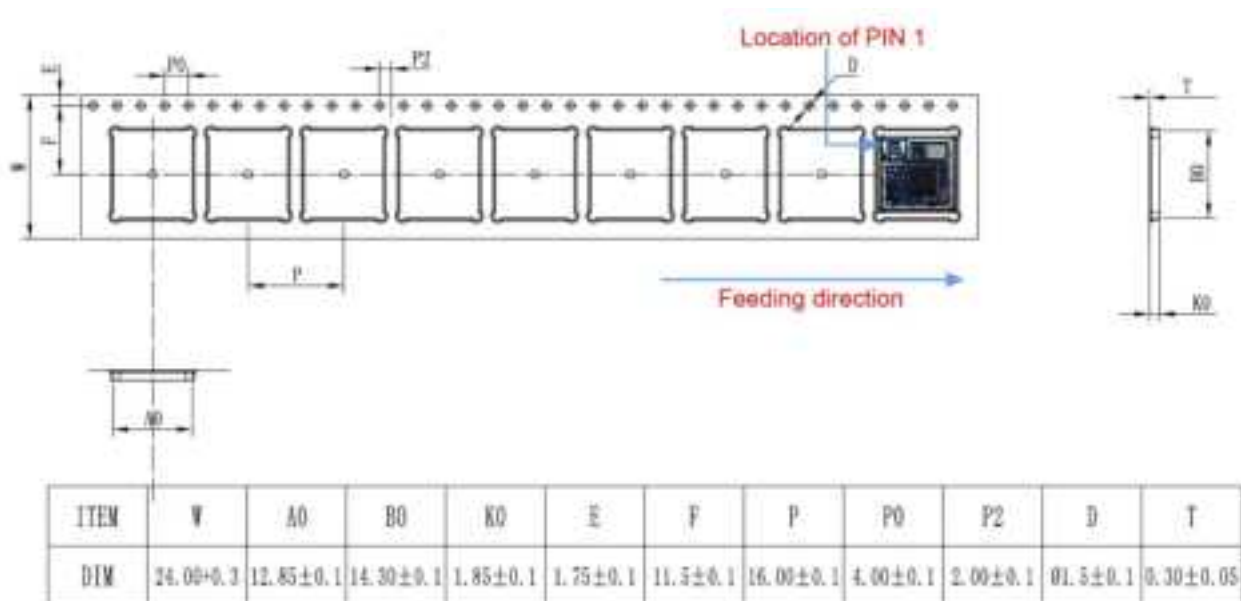 Location of PIN 1
E
P0
P2
D
T
F
W
B0
P
Feeding direction
K0
A0
ITEM W A0 B0 K0 E F P P0 P2 D T
DIM 24.00+0.3 12.85±0.1 14.30±0.1 1.85±0.1 1.75±0.1 11.5±0.1 16.00±0.1 4.00±0.1 2.00±0.1 Ø1.5±0.1 0.30±0.05